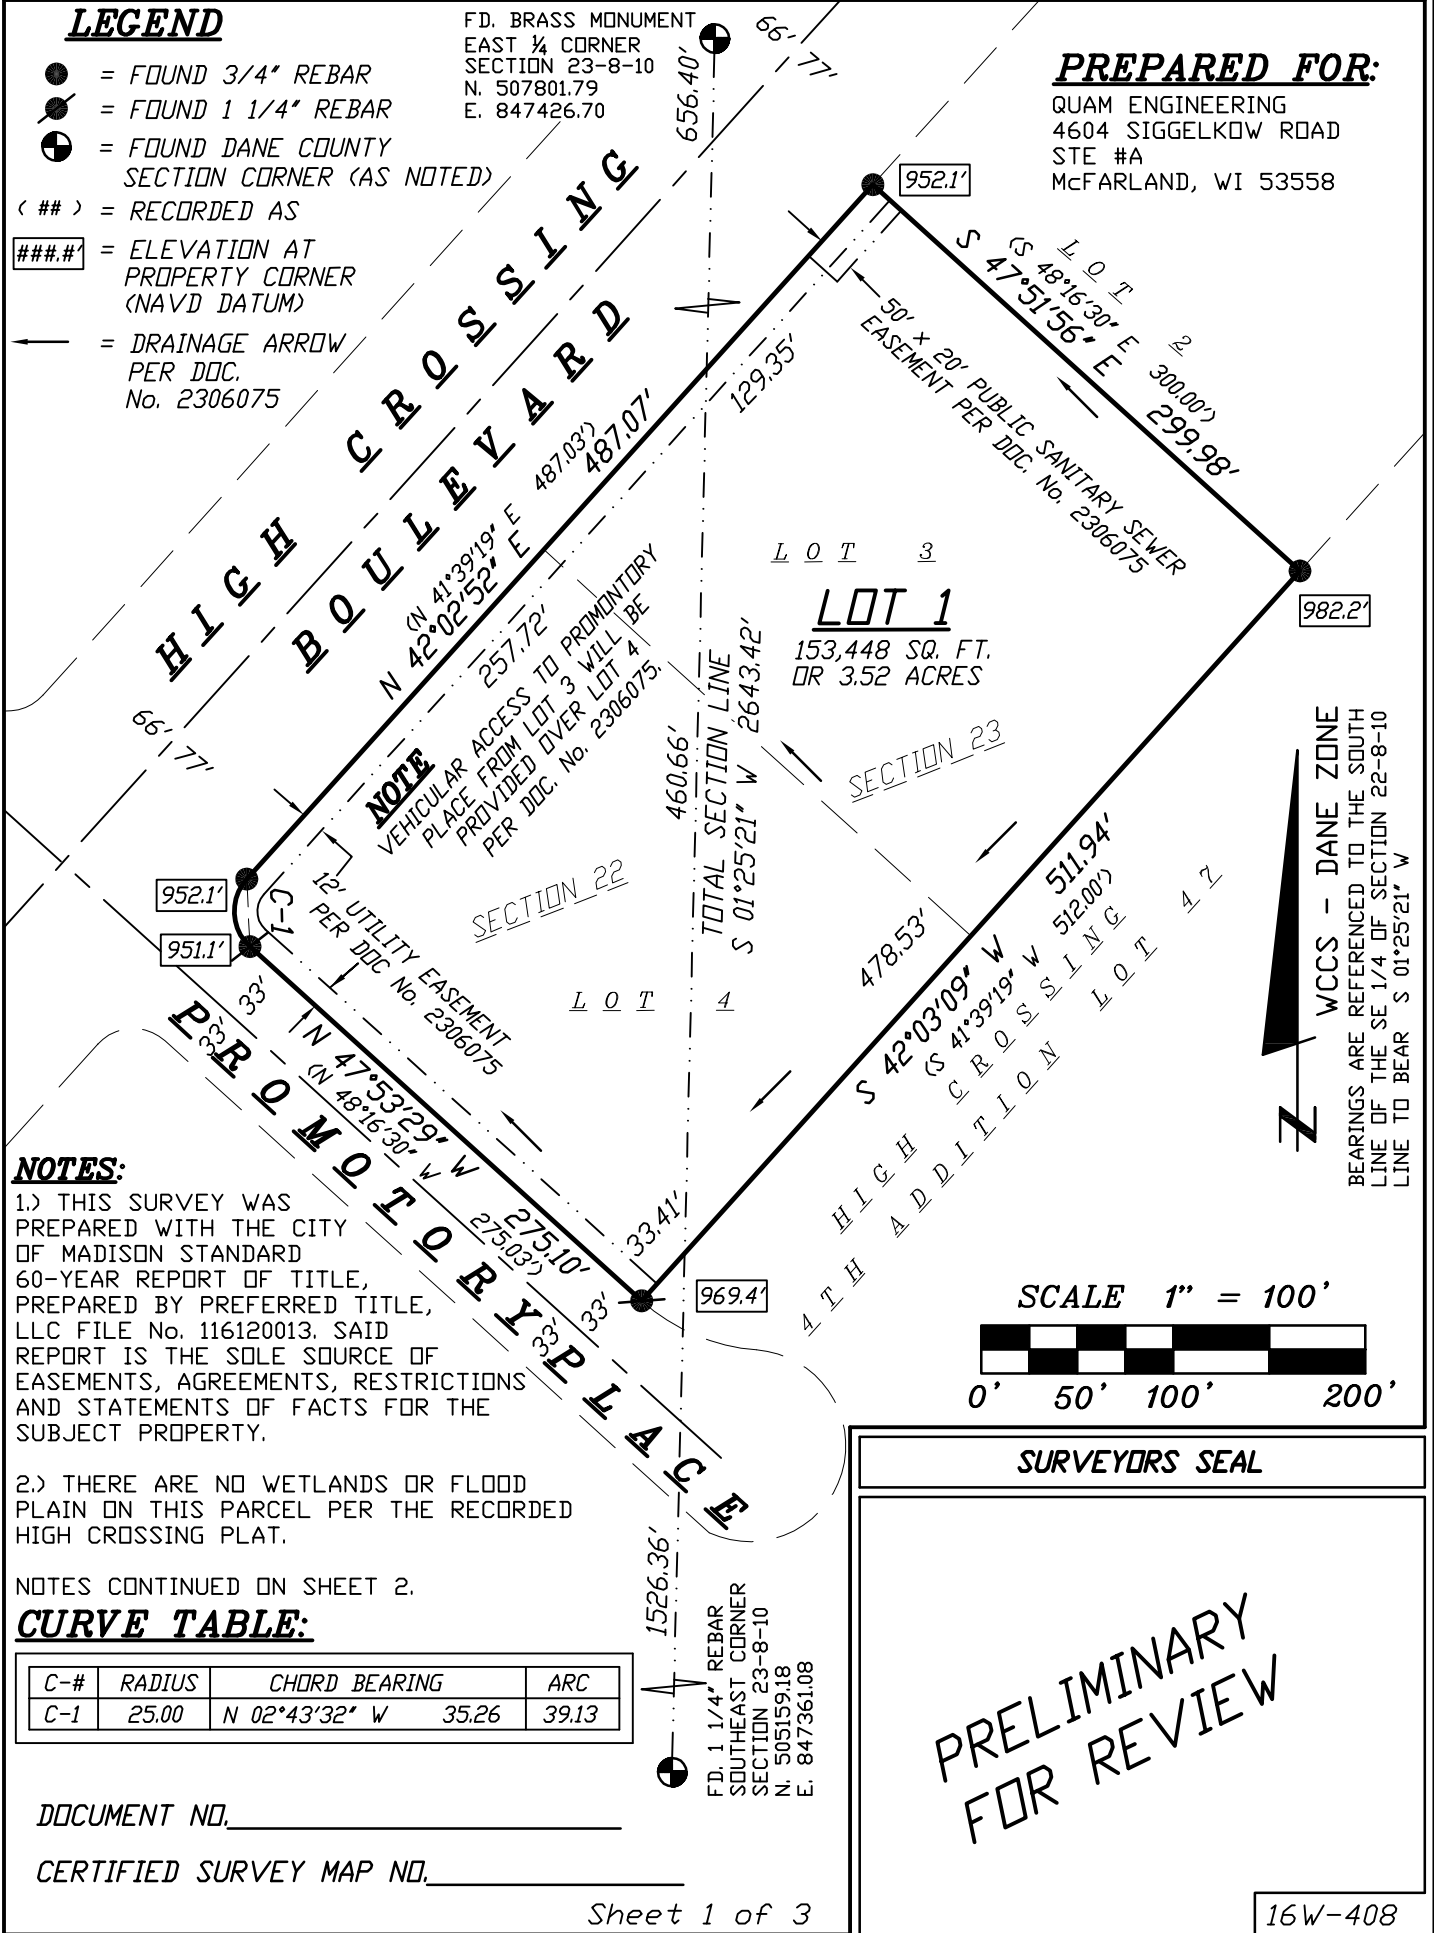 LEGEND
= FOUND 3/4" REBAR
= FOUND 1 1/4" REBAR
= FOUND DANE COUNTY
SECTION CORNER (AS NOTED)
( ## ) = RECORDED AS
###.#' = ELEVATION AT
PROPERTY CORNER
(NAVD DATUM)
= DRAINAGE ARROW
PER DOC.
No. 2306075
FD. BRASS MONUMENT
EAST ¼ CORNER
SECTION 23-8-10
N. 507801.79
E. 847426.70
656.40'
66'
77'
PREPARED FOR:
QUAM ENGINEERING
4604 SIGGELKOW ROAD
STE #A
McFARLAND, WI 53558
952.1'
HIGH CROSSING
BOULEVARD
L O T 2
(S 48°16'30" E 300.00')
S 47°51'56" E 299.98'
50' x 20' PUBLIC SANITARY SEWER
EASEMENT PER DOC. No. 2306075
129.35'
487.03')
487.07'
(N 41°39'19" E
N 42°02'52" E
257.72'
L O T 3
LOT 1
153,448 SQ. FT.
OR 3.52 ACRES
982.2'
NOTE
VEHICULAR ACCESS TO PROMONTORY
PLACE FROM LOT 3 WILL BE
PROVIDED OVER LOT 4
PER DOC. No. 2306075.
460.66'
TOTAL SECTION LINE
S 01°25'21" W 2643.42'
SECTION 23
SECTION 22
66'
77'
952.1'
951.1'
C-1
12' UTILITY EASEMENT
PER DOC No. 2306075
L O T 4
478.53'
511.94'
S 42°03'09" W
(S 41°39'19" W 512.00')
HIGH CROSSING
4TH ADDITION LOT 47
WCCS - DANE ZONE
BEARINGS ARE REFERENCED TO THE SOUTH
LINE OF THE SE 1/4 OF SECTION 22-8-10
LINE TO BEAR S 01°25'21" W
N
33'
33'
PROMOTORY PLACE
N 47°53'29" W 275.10'
(N 48°16'30" W 275.03')
33.41'
33'
33'
969.4'
NOTES:
1.) THIS SURVEY WAS
PREPARED WITH THE CITY
OF MADISON STANDARD
60-YEAR REPORT OF TITLE,
PREPARED BY PREFERRED TITLE,
LLC FILE No. 116120013. SAID
REPORT IS THE SOLE SOURCE OF
EASEMENTS, AGREEMENTS, RESTRICTIONS
AND STATEMENTS OF FACTS FOR THE
SUBJECT PROPERTY.
2.) THERE ARE NO WETLANDS OR FLOOD
PLAIN ON THIS PARCEL PER THE RECORDED
HIGH CROSSING PLAT.
NOTES CONTINUED ON SHEET 2.
SCALE 1" = 100'
0' 50' 100' 200'
CURVE TABLE:
C-# RADIUS CHORD BEARING ARC
C-1 25.00 N 02°43'32" W 35.26 39.13
1526.36'
FD. 1 1/4" REBAR
SOUTHEAST CORNER
SECTION 23-8-10
N. 505159.18
E. 847361.08
SURVEYORS SEAL
PRELIMINARY
FOR REVIEW
DOCUMENT NO.
CERTIFIED SURVEY MAP NO.
Sheet 1 of 3
16W-408